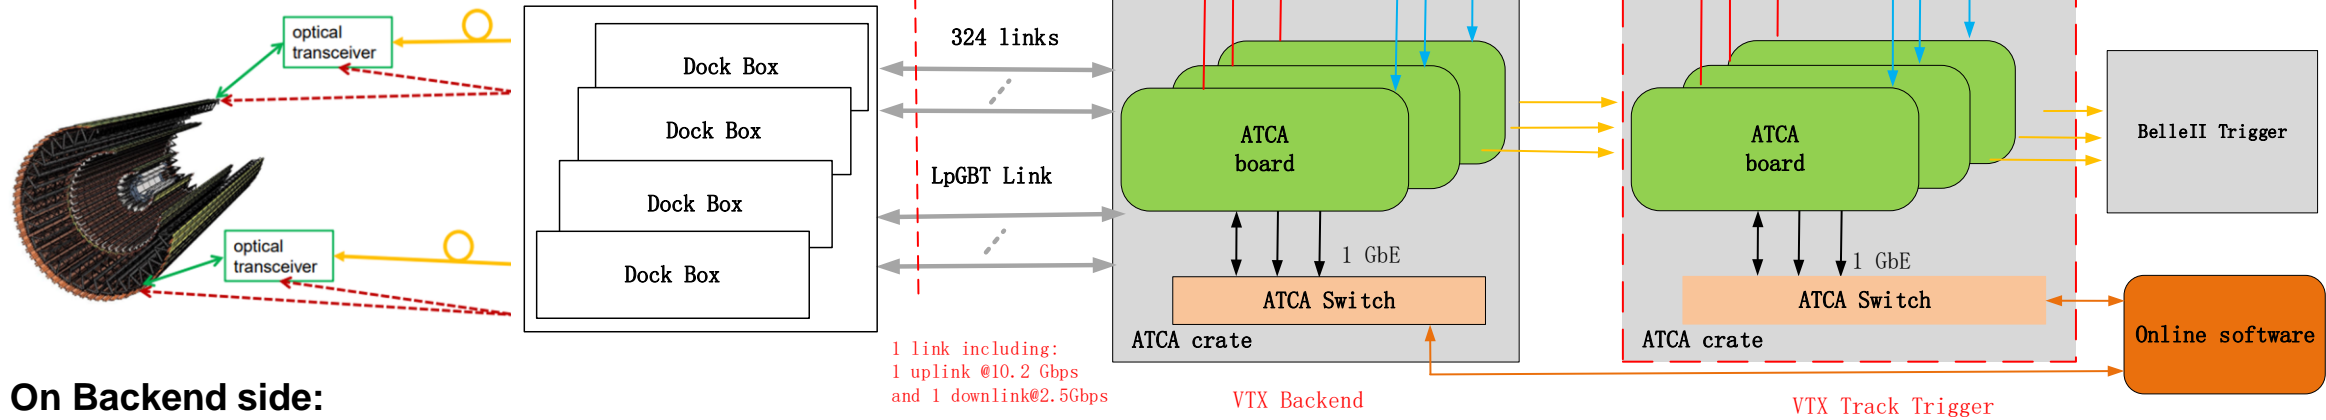 optical
transceiver
optical
transceiver
Dock Box
Dock Box
Dock Box
Dock Box
324 links
LpGBT Link
1 link including:
1 uplink @10.2 Gbps
and 1 downlink@2.5Gbps
ATCA
board
1 GbE
ATCA Switch
ATCA crate
VTX Backend
ATCA
board
1 GbE
ATCA Switch
ATCA crate
VTX Track Trigger
BelleII Trigger
Online software
On Backend side: